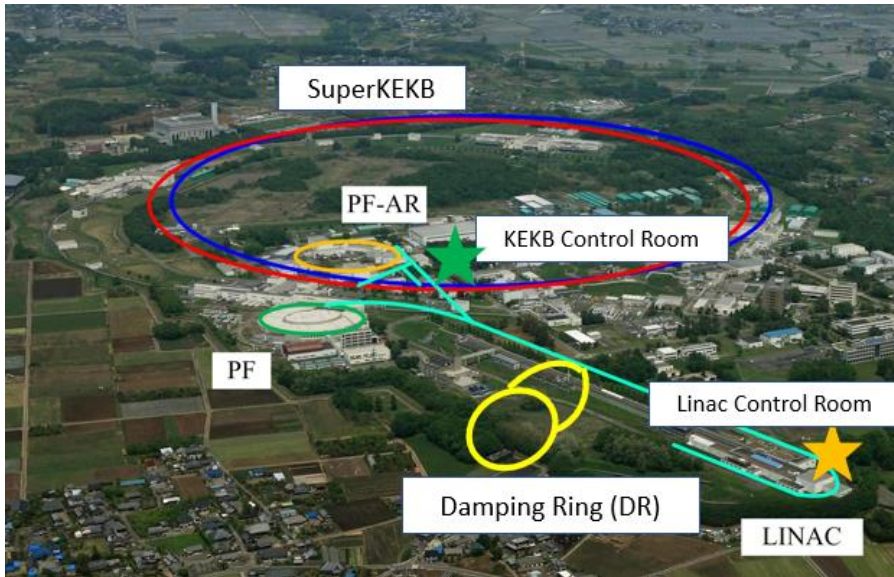 SuperKEKB
PF-AR
KEKB Control Room
PF
Linac Control Room
Damping Ring (DR)
LINAC